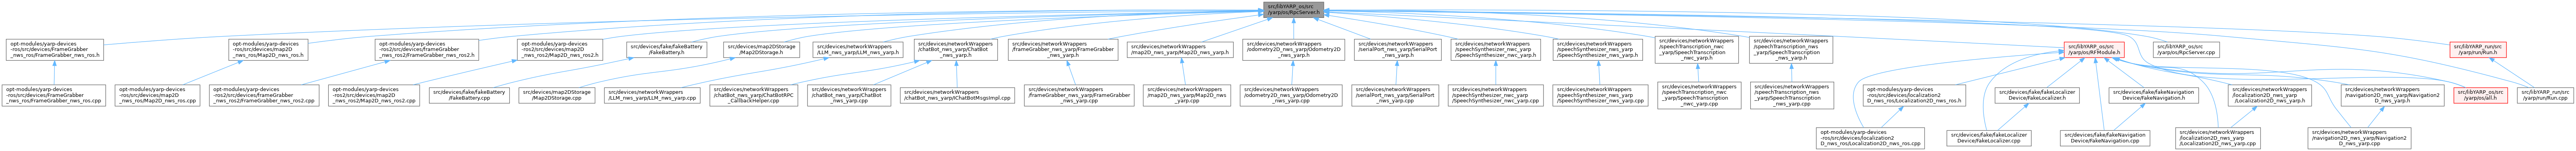 src/libYARP_os/src
/yarp/os/RpcServer.h
opt-modules/yarp-devices
-ros/src/devices/FrameGrabber
_nws_ros/FrameGrabber_nws_ros.h
opt-modules/yarp-devices
-ros/src/devices/map2D
_nws_ros/Map2D_nws_ros.h
opt-modules/yarp-devices
-ros2/src/devices/frameGrabber
_nws_ros2/FrameGrabber_nws_ros2.h
opt-modules/yarp-devices
-ros2/src/devices/map2D
_nws_ros2/Map2D_nws_ros2.h
src/devices/fake/fakeBattery
/FakeBattery.h
src/devices/map2DStorage
/Map2DStorage.h
src/devices/networkWrappers
/LLM_nws_yarp/LLM_nws_yarp.h
src/devices/networkWrappers
/chatBot_nws_yarp/ChatBot
_nws_yarp.h
src/devices/networkWrappers
/frameGrabber_nws_yarp/FrameGrabber
_nws_yarp.h
src/devices/networkWrappers
/map2D_nws_yarp/Map2D_nws_yarp.h
src/devices/networkWrappers
/odometry2D_nws_yarp/Odometry2D
_nws_yarp.h
src/devices/networkWrappers
/serialPort_nws_yarp/SerialPort
_nws_yarp.h
src/devices/networkWrappers
/speechSynthesizer_nwc_yarp
/SpeechSynthesizer_nwc_yarp.h
src/devices/networkWrappers
/speechSynthesizer_nws_yarp
/SpeechSynthesizer_nws_yarp.h
src/devices/networkWrappers
/speechTranscription_nwc
_yarp/SpeechTranscription
_nwc_yarp.h
src/devices/networkWrappers
/speechTranscription_nws
_yarp/SpeechTranscription
_nws_yarp.h
src/libYARP_os/src
/yarp/os/RFModule.h
src/libYARP_os/src
/yarp/os/RpcServer.cpp
src/libYARP_run/src
/yarp/run/Run.h
opt-modules/yarp-devices
-ros/src/devices/FrameGrabber
_nws_ros/FrameGrabber_nws_ros.cpp
opt-modules/yarp-devices
-ros/src/devices/map2D
_nws_ros/Map2D_nws_ros.cpp
opt-modules/yarp-devices
-ros2/src/devices/frameGrabber
_nws_ros2/FrameGrabber_nws_ros2.cpp
opt-modules/yarp-devices
-ros2/src/devices/map2D
_nws_ros2/Map2D_nws_ros2.cpp
src/devices/fake/fakeBattery
/FakeBattery.cpp
src/devices/map2DStorage
/Map2DStorage.cpp
src/devices/networkWrappers
/LLM_nws_yarp/LLM_nws_yarp.cpp
src/devices/networkWrappers
/chatBot_nws_yarp/ChatBotRPC
_CallbackHelper.cpp
src/devices/networkWrappers
/chatBot_nws_yarp/ChatBot
_nws_yarp.cpp
src/devices/networkWrappers
/chatBot_nws_yarp/ChatBotMsgsImpl.cpp
src/devices/networkWrappers
/frameGrabber_nws_yarp/FrameGrabber
_nws_yarp.cpp
src/devices/networkWrappers
/map2D_nws_yarp/Map2D_nws
_yarp.cpp
src/devices/networkWrappers
/odometry2D_nws_yarp/Odometry2D
_nws_yarp.cpp
src/devices/networkWrappers
/serialPort_nws_yarp/SerialPort
_nws_yarp.cpp
src/devices/networkWrappers
/speechSynthesizer_nwc_yarp
/SpeechSynthesizer_nwc_yarp.cpp
src/devices/networkWrappers
/speechSynthesizer_nws_yarp
/SpeechSynthesizer_nws_yarp.cpp
src/devices/networkWrappers
/speechTranscription_nwc
_yarp/SpeechTranscription
_nwc_yarp.cpp
src/devices/networkWrappers
/speechTranscription_nws
_yarp/SpeechTranscription
_nws_yarp.cpp
opt-modules/yarp-devices
-ros/src/devices/localization2
D_nws_ros/Localization2D_nws_ros.h
src/devices/fake/fakeLocalizer
Device/FakeLocalizer.h
src/devices/fake/fakeNavigation
Device/FakeNavigation.h
src/devices/networkWrappers
/localization2D_nws_yarp
/Localization2D_nws_yarp.h
src/devices/networkWrappers
/navigation2D_nws_yarp/Navigation2
D_nws_yarp.h
src/libYARP_os/src
/yarp/os/all.h
src/libYARP_run/src
/yarp/run/Run.cpp
opt-modules/yarp-devices
-ros/src/devices/localization2
D_nws_ros/Localization2D_nws_ros.cpp
src/devices/fake/fakeLocalizer
Device/FakeLocalizer.cpp
src/devices/fake/fakeNavigation
Device/FakeNavigation.cpp
src/devices/networkWrappers
/localization2D_nws_yarp
/Localization2D_nws_yarp.cpp
src/devices/networkWrappers
/navigation2D_nws_yarp/Navigation2
D_nws_yarp.cpp